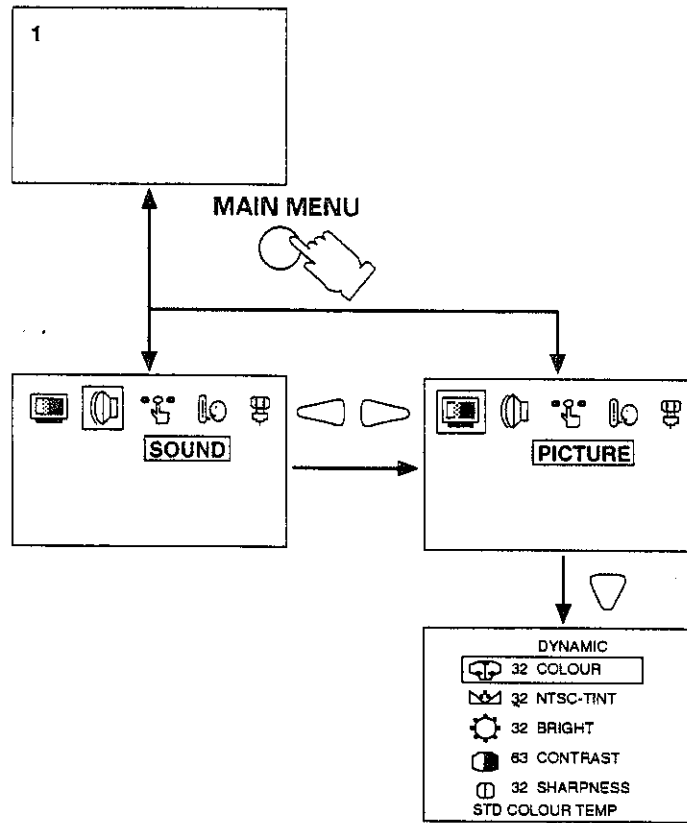 1
MAIN MENU
SOUND
PICTURE
DYNAMIC
32 COLOUR
32 NTSC-TINT
32 BRIGHT
63 CONTRAST
32 SHARPNESS
STD COLOUR TEMP